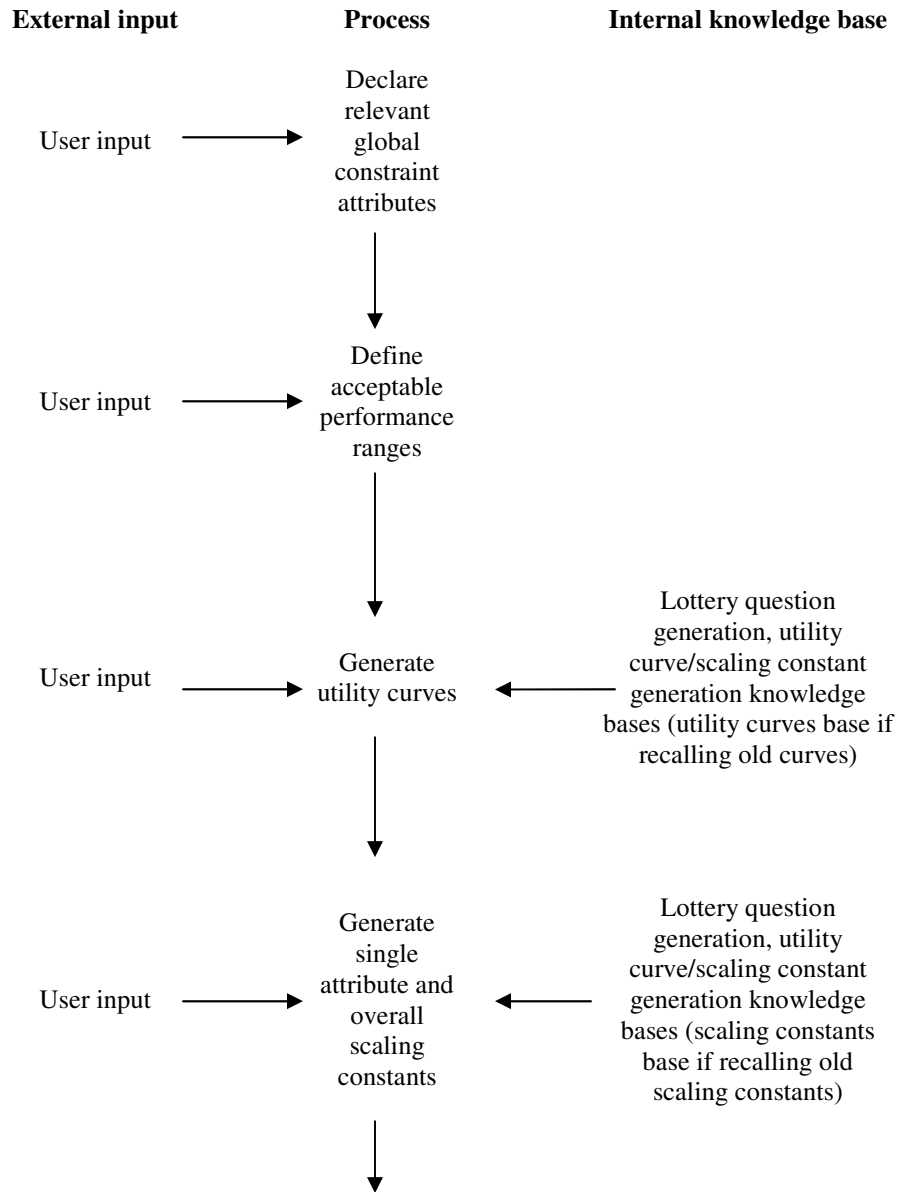 External input
Process
Internal knowledge base
Declare
relevant
global
constraint
attributes
User input
Define
acceptable
performance
ranges
User input
Generate
utility curves
User input
Lottery question
generation, utility
curve/scaling constant
generation knowledge
bases (utility curves base if
recalling old curves)
Generate
single
attribute and
overall
scaling
constants
User input
Lottery question
generation, utility
curve/scaling constant
generation knowledge
bases (scaling constants
base if recalling old
scaling constants)